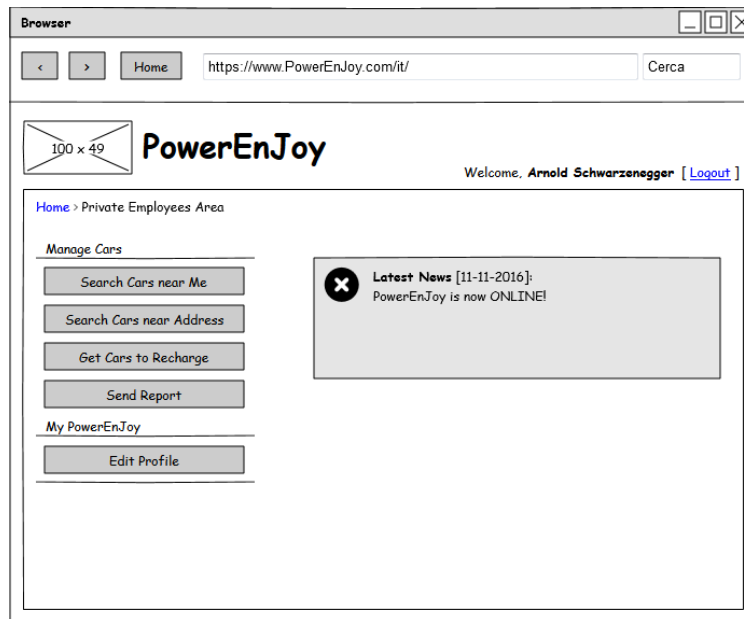 Browser
< > Home https://www.PowerEnJoy.com/it/ Cerca
100 x 49 PowerEnJoy
Welcome, Arnold Schwarzenegger [ Logout ]
Home > Private Employees Area
Manage Cars
Search Cars near Me
Search Cars near Address
Get Cars to Recharge
Send Report
My PowerEnJoy
Edit Profile
Latest News [11-11-2016]:
PowerEnJoy is now ONLINE!